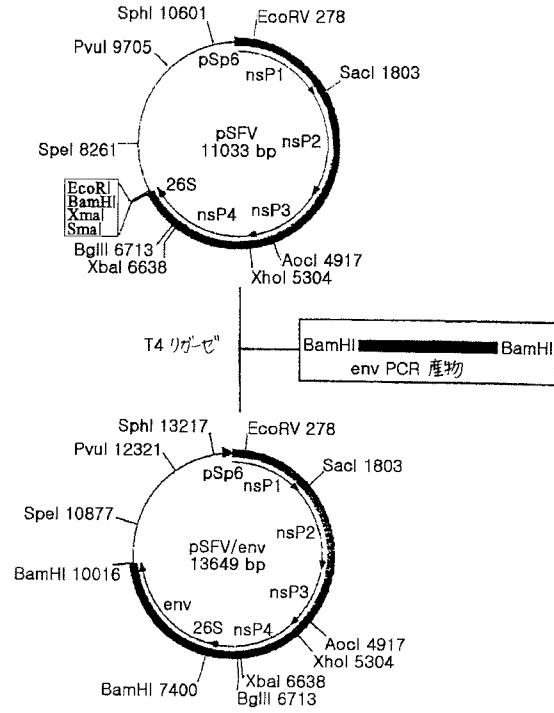 SphI 10601
EcoRV 278
PvuI 9705
pSp6
nsP1
SacI 1803
pSFV
11033 bp
nsP2
SpeI 8261
EcoRI
BamHI
XmaI
SmaI
26S
nsP4
nsP3
BglII 6713
XbaI 6638
AocI 4917
XhoI 5304
T4 リガーゼ
BamHI
BamHI
env PCR 産物
SphI 13217
EcoRV 278
PvuI 12321
pSp6
nsP1
SacI 1803
SpeI 10877
nsP2
pSFV/env
13649 bp
BamHI 10016
nsP3
env
26S
nsP4
AocI 4917
XhoI 5304
BamHI 7400
XbaI 6638
BglII 6713